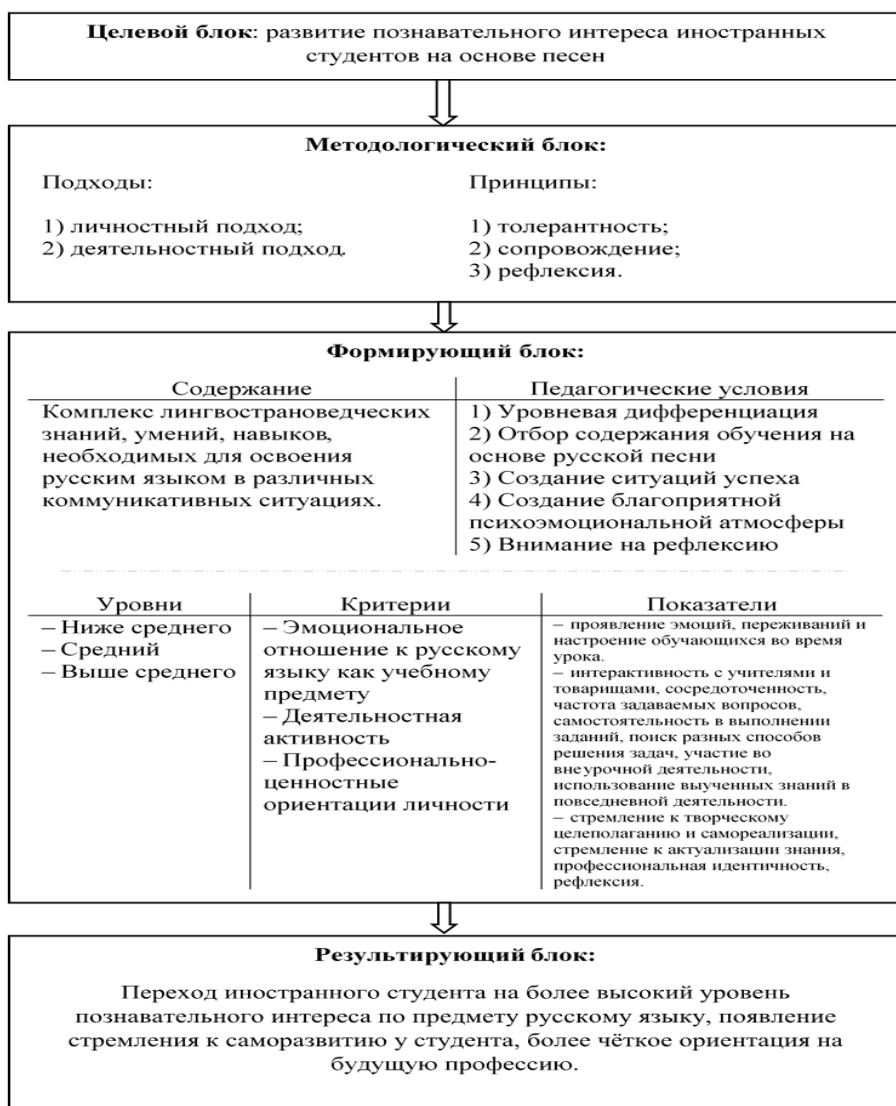 Целевой блок: развитие познавательного интереса иностранных
студентов на основе песен
Методологический блок:
Подходы:
1) личностный подход;
2) деятельностный подход.
Принципы:
1) толерантность;
2) сопровождение;
3) рефлексия.
Формирующий блок:
Содержание
Комплекс лингвострановедческих
знаний, умений, навыков,
необходимых для освоения
русским языком в различных
коммуникативных ситуациях.
Педагогические условия
1) Уровневая дифференциация
2) Отбор содержания обучения на
основе русской песни
3) Создание ситуаций успеха
4) Создание благоприятной
психоэмоциональной атмосферы
5) Внимание на рефлексию
Уровни
– Ниже среднего
– Средний
– Выше среднего
Критерии
– Эмоциональное
отношение к русскому
языку как учебному
предмету
– Деятельностная
активность
– Профессионально-
ценностные
ориентации личности
Показатели
– проявление эмоций, переживаний и
настроение обучающихся во время
урока.
– интерактивность с учителями и
товарищами, сосредоточенность,
частота задаваемых вопросов,
самостоятельность в выполнении
заданий, поиск разных способов
решения задач, участие во
внеурочной деятельности,
использование выученных знаний в
повседневной деятельности.
– стремление к творческому
целеполаганию и самореализации,
стремление к актуализации знания,
профессиональная идентичность,
рефлексия.
Результирующий блок:
Переход иностранного студента на более высокий уровень
познавательного интереса по предмету русскому языку, появление
стремления к саморазвитию у студента, более чёткое ориентация на
будущую профессию.